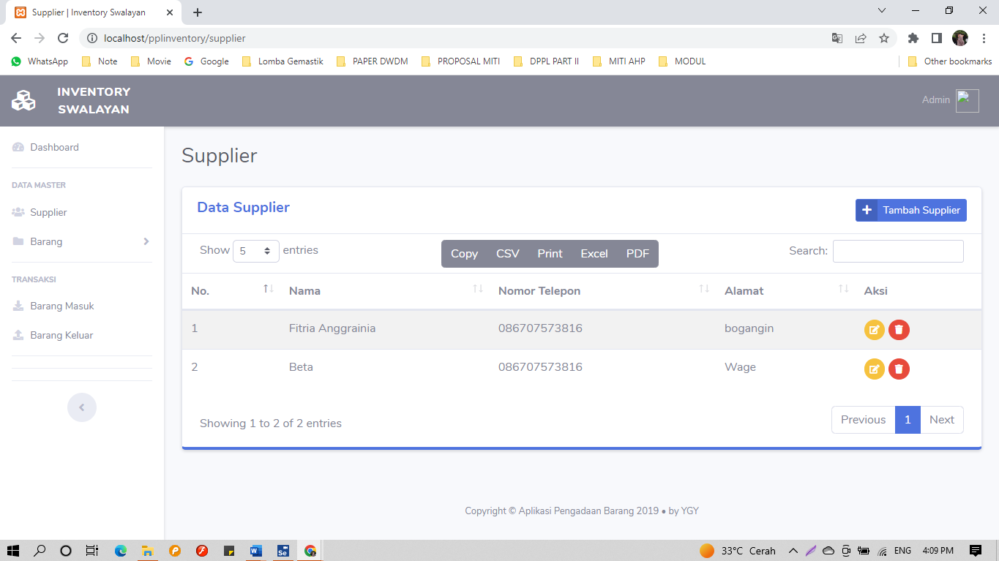 Supplier | Inventory Swalayan
localhost/pplinventory/supplier
WhatsApp Note Movie Google Lomba Gemastik PAPER DWDM PROPOSAL MITI DPPL PART II MITI AHP MODUL Other bookmarks
INVENTORY
SWALAYAN
Admin
Dashboard
DATA MASTER
Supplier
Barang
TRANSAKSI
Barang Masuk
Barang Keluar
Supplier
Data Supplier
Tambah Supplier
Show 5 entries
Copy CSV Print Excel PDF
Search:
No. Nama Nomor Telepon Alamat Aksi
1 Fitria Anggrainia 086707573816 bogangin
2 Beta 086707573816 Wage
Showing 1 to 2 of 2 entries
Previous 1 Next
Copyright © Aplikasi Pengadaan Barang 2019 • by YGY
33°C Cerah ENG 4:09 PM